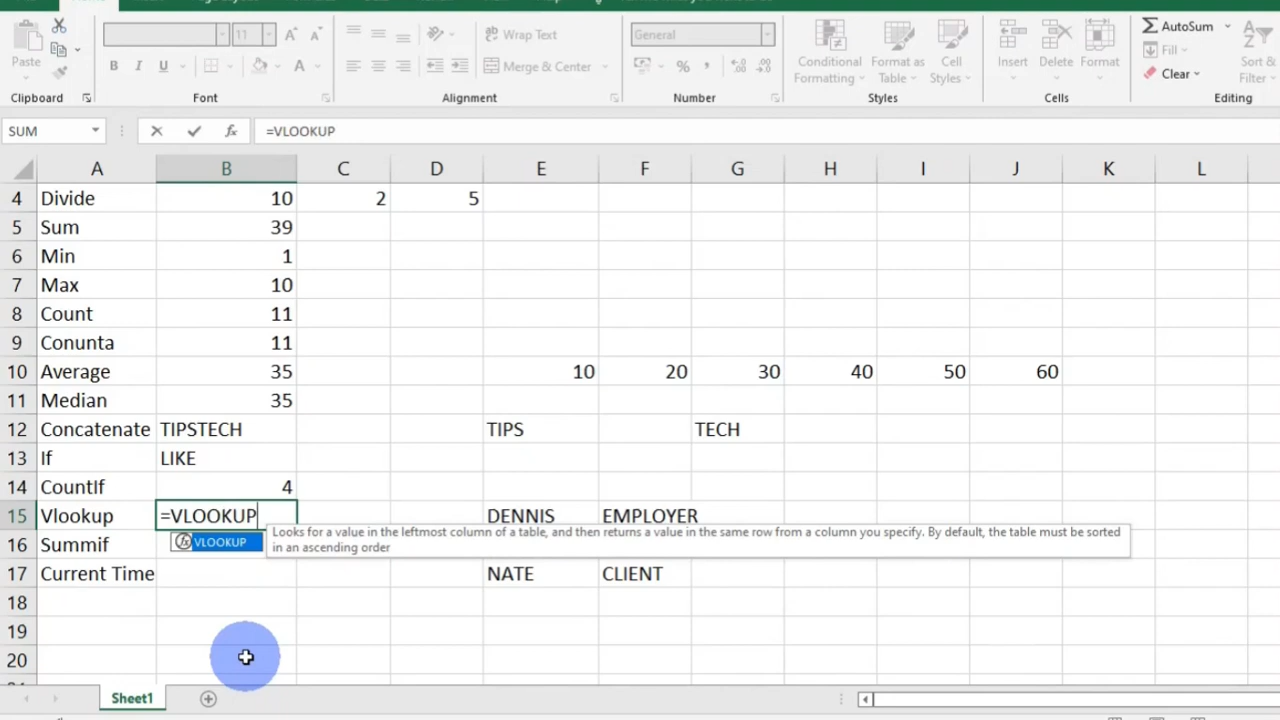 11
Wrap Text
General
AutoSum
Paste
B I U
Merge & Center
%
Conditional Formatting
Format as Table
Cell Styles
Insert
Delete
Format
Fill
Clear
Sort & Filter
Clipboard
Font
Alignment
Number
Styles
Cells
Editing
SUM
fx
=VLOOKUP
A B C D E F G H I J K L
4 Divide 10 2 5
5 Sum 39
6 Min 1
7 Max 10
8 Count 11
9 Conunta 11
10 Average 35 10 20 30 40 50 60
11 Median 35
12 Concatenate TIPSTECH TIPS TECH
13 If LIKE
14 CountIf 4
15 Vlookup =VLOOKUP DENNIS EMPLOYER
16 Summif VLOOKUP
Looks for a value in the leftmost column of a table, and then returns a value in the same row from a column you specify. By default, the table must be sorted
in an ascending order
17 Current Time NATE CLIENT
18
19
20
Sheet1